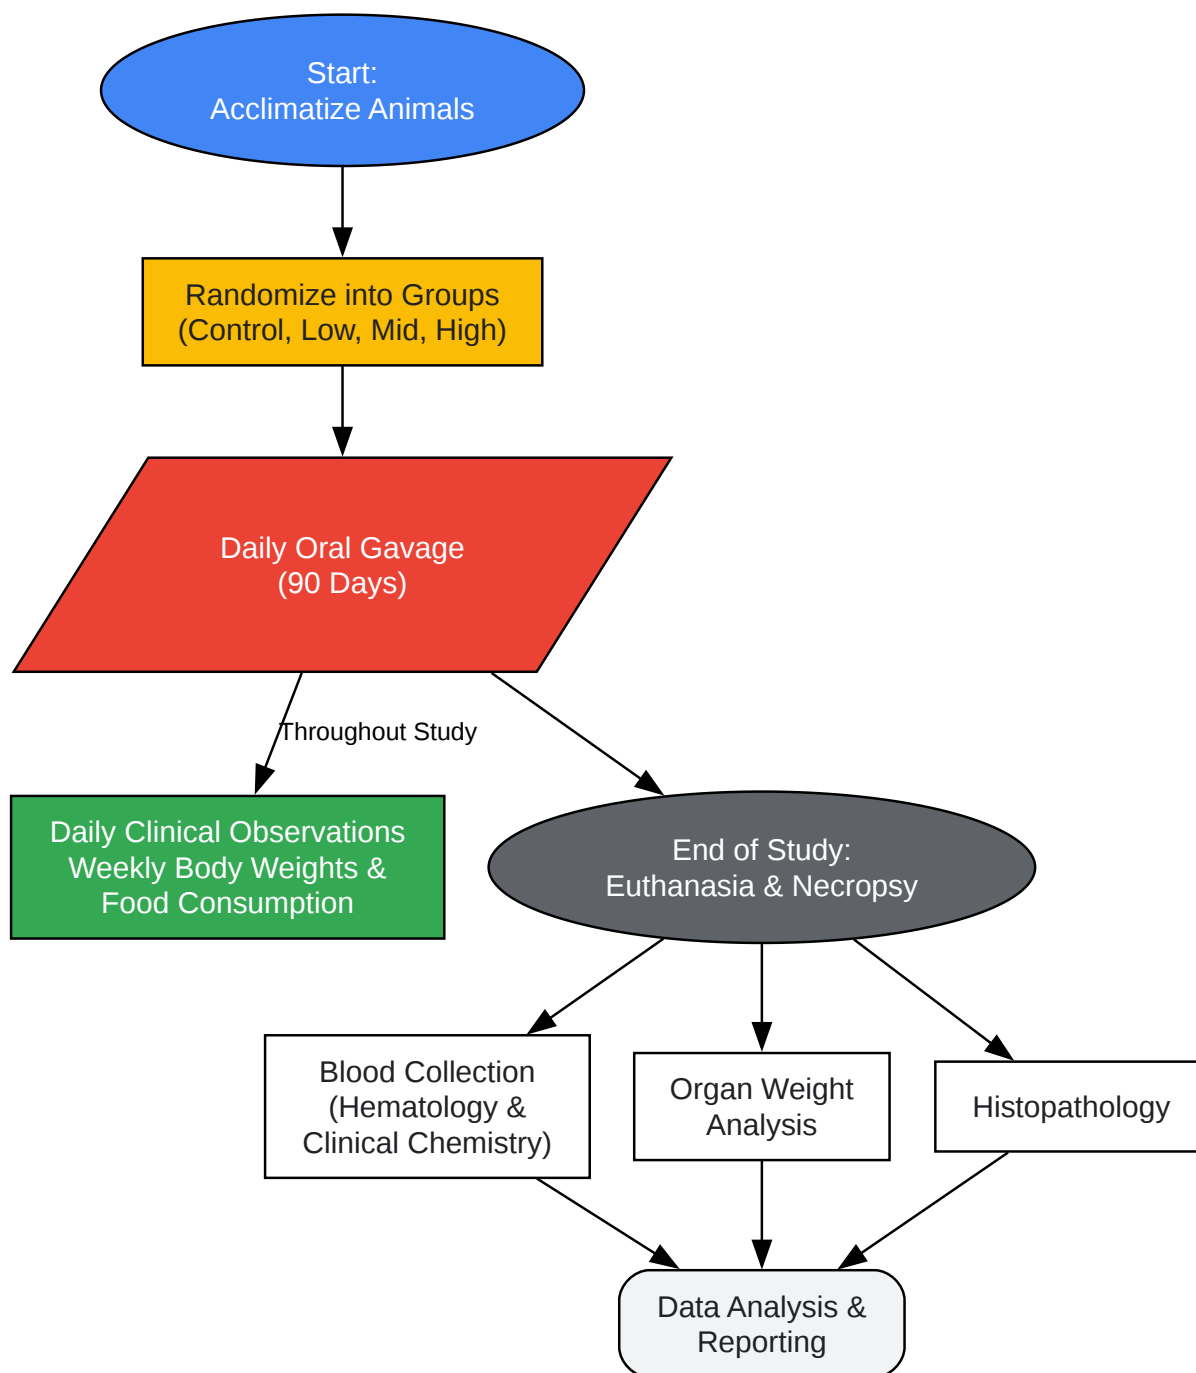 Start:
Acclimatize Animals
Randomize into Groups
(Control, Low, Mid, High)
Daily Oral Gavage
(90 Days)
Throughout Study
Daily Clinical Observations
Weekly Body Weights &
Food Consumption
End of Study:
Euthanasia & Necropsy
Blood Collection
(Hematology &
Clinical Chemistry)
Organ Weight
Analysis
Histopathology
Data Analysis &
Reporting